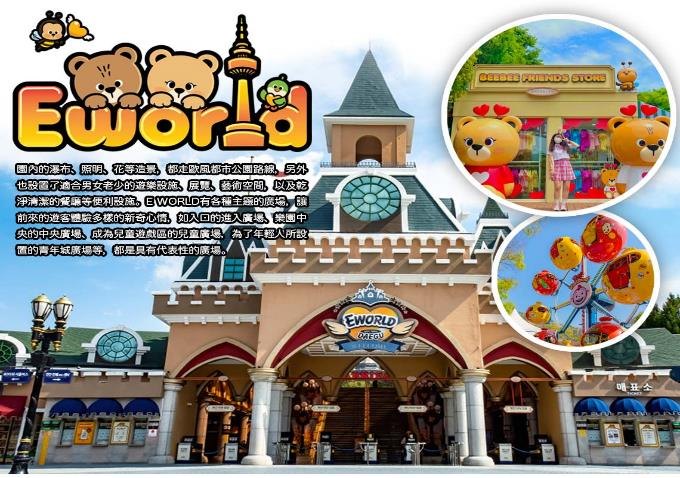 Eworld
BEEBEE FRIENDS STORE
園內的瀑布、照明、花等造景，都走歐風都市公園路線，另外
也設置了適合男女老少的遊樂設施、展覽、藝術空間，以及乾
淨清潔的餐廳等便利設施。E WORLD有各種主題的廣場，讓
前來的遊客體驗多樣的新奇心情，如入口的進入廣場、樂園中
央的中央廣場、成為兒童遊戲區的兒童廣場，為了年輕人所設
置的青年城廣場等，都是具有代表性的廣場。
EWORLD
DAEGU
매표소
TICKET